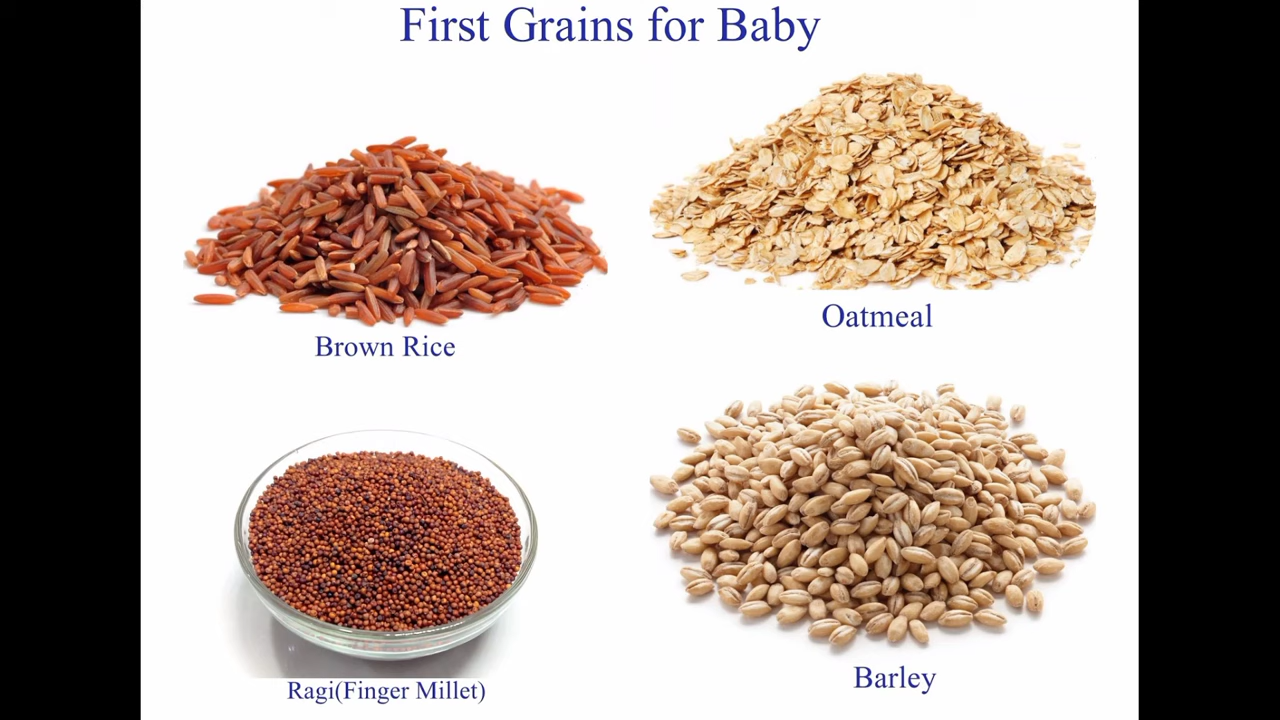 First Grains for Baby
Brown Rice
Oatmeal
Ragi(Finger Millet)
Barley